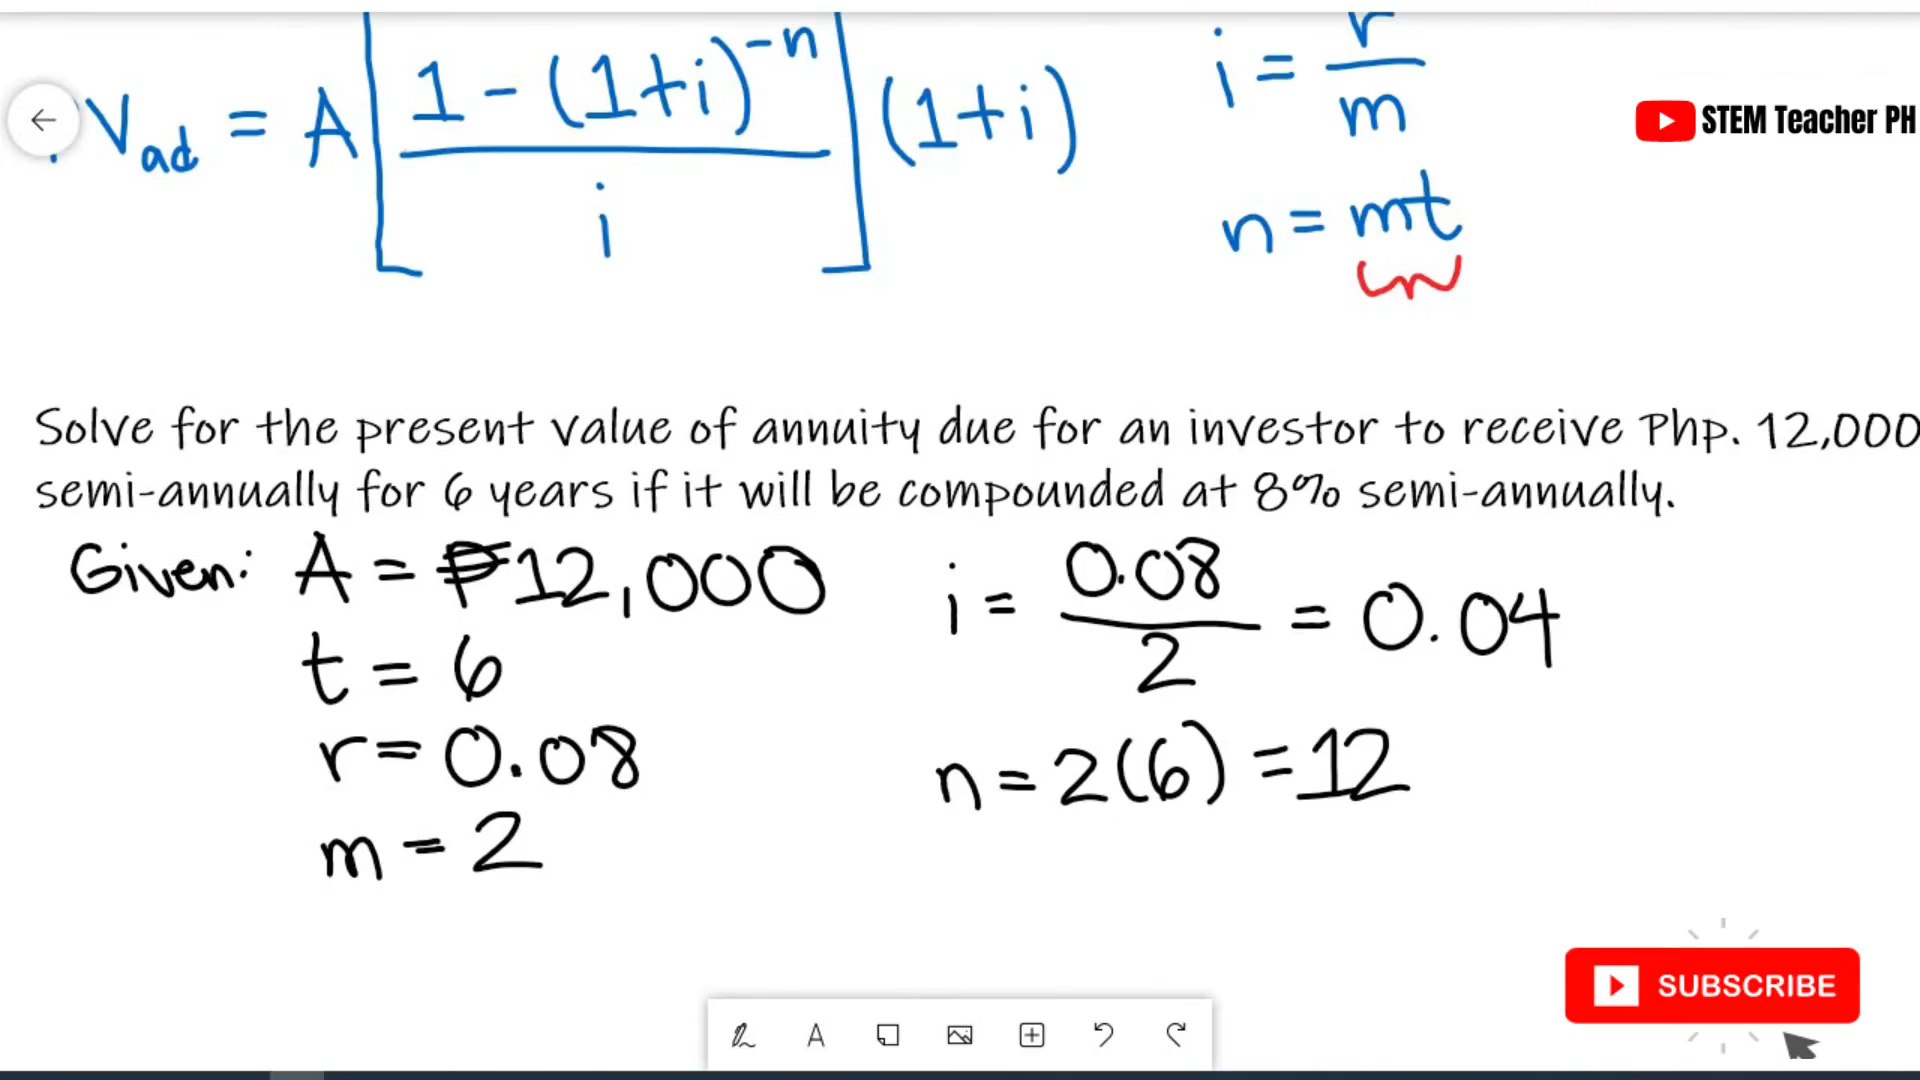 V_ad = A [ 1 - (1+i)^-n / i ] (1+i)
i = r / m
STEM Teacher PH
n = mt
Solve for the present value of annuity due for an investor to receive Php. 12,000
semi-annually for 6 years if it will be compounded at 8% semi-annually.
Given: A = ₱12,000
i = 0.08 / 2 = 0.04
t = 6
r = 0.08
n = 2(6) = 12
m = 2
SUBSCRIBE
A